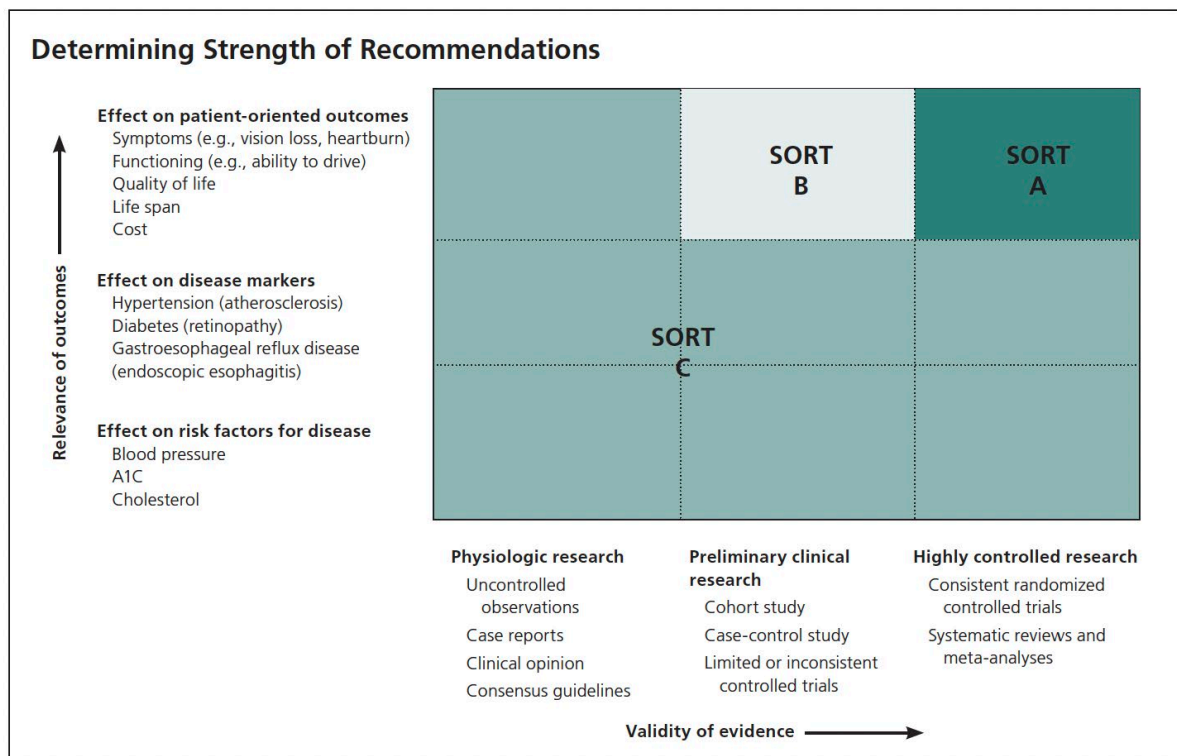 Determining Strength of Recommendations
Effect on patient-oriented outcomes
Symptoms (e.g., vision loss, heartburn)
Functioning (e.g., ability to drive)
Quality of life
Life span
Cost
Effect on disease markers
Hypertension (atherosclerosis)
Diabetes (retinopathy)
Gastroesophageal reflux disease
(endoscopic esophagitis)
Effect on risk factors for disease
Blood pressure
A1C
Cholesterol
Relevance of outcomes
SORT
B
SORT
A
SORT
C
Physiologic research
Uncontrolled
observations
Case reports
Clinical opinion
Consensus guidelines
Preliminary clinical
research
Cohort study
Case-control study
Limited or inconsistent
controlled trials
Highly controlled research
Consistent randomized
controlled trials
Systematic reviews and
meta-analyses
Validity of evidence